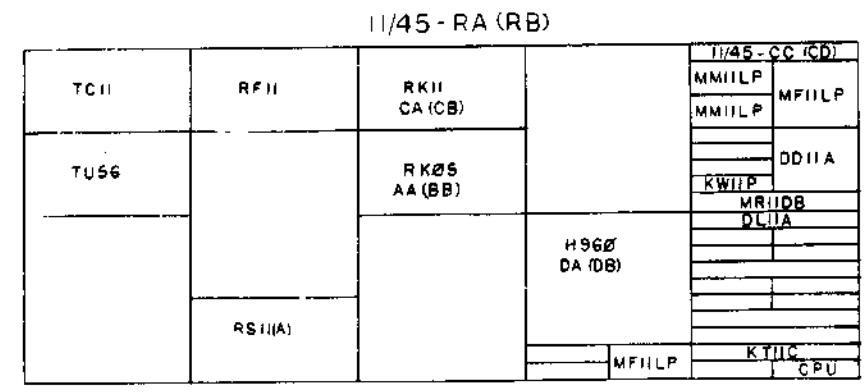 11/45 - RA (RB)
TC11
RF11
RK11
CA (CB)
11/45 - CC (CD)
MM11LP
MF11LP
MM11LP
TU56
RKØ5
AA (BB)
DD11A
KW11P
MR11DB
DL11A
H96Ø
DA (DB)
RS11(A)
MF11LP
KT11C
CPU